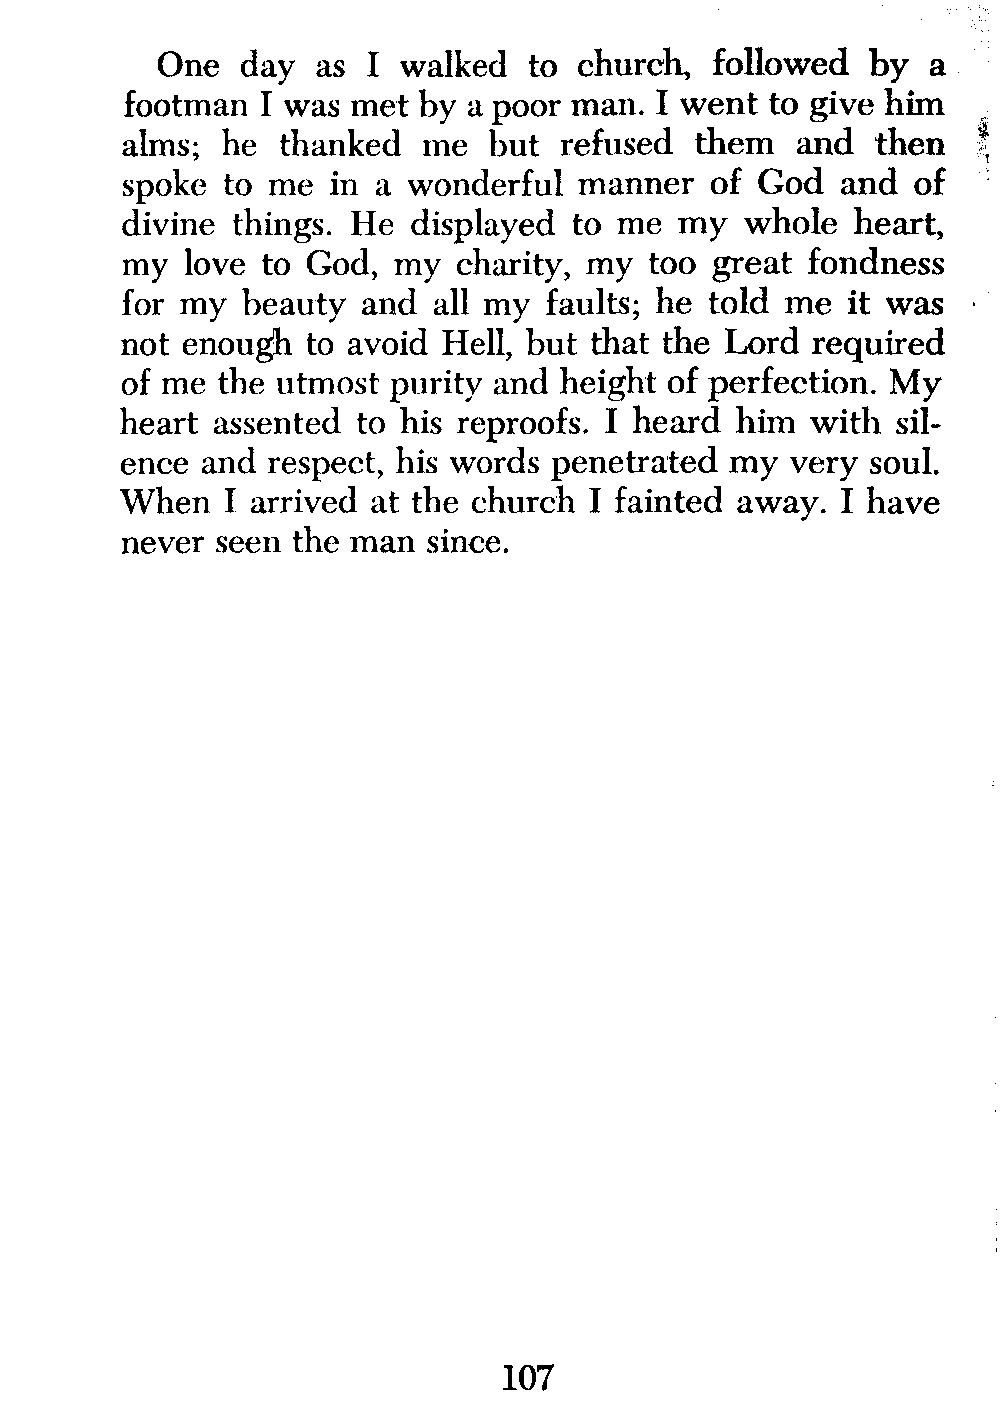 One day as I walked to church, followed by a
footman I was met by a poor man. I went to give him
alms; he thanked me but refused them and then
spoke to me in a wonderful manner of God and of
divine things. He displayed to me my whole heart,
my love to God, my charity, my too great fondness
for my beauty and all my faults; he told me it was
not enough to avoid Hell, but that the Lord required
of me the utmost purity and height of perfection. My
heart assented to his reproofs. I heard him with sil-
ence and respect, his words penetrated my very soul.
When I arrived at the church I fainted away. I have
never seen the man since.
107